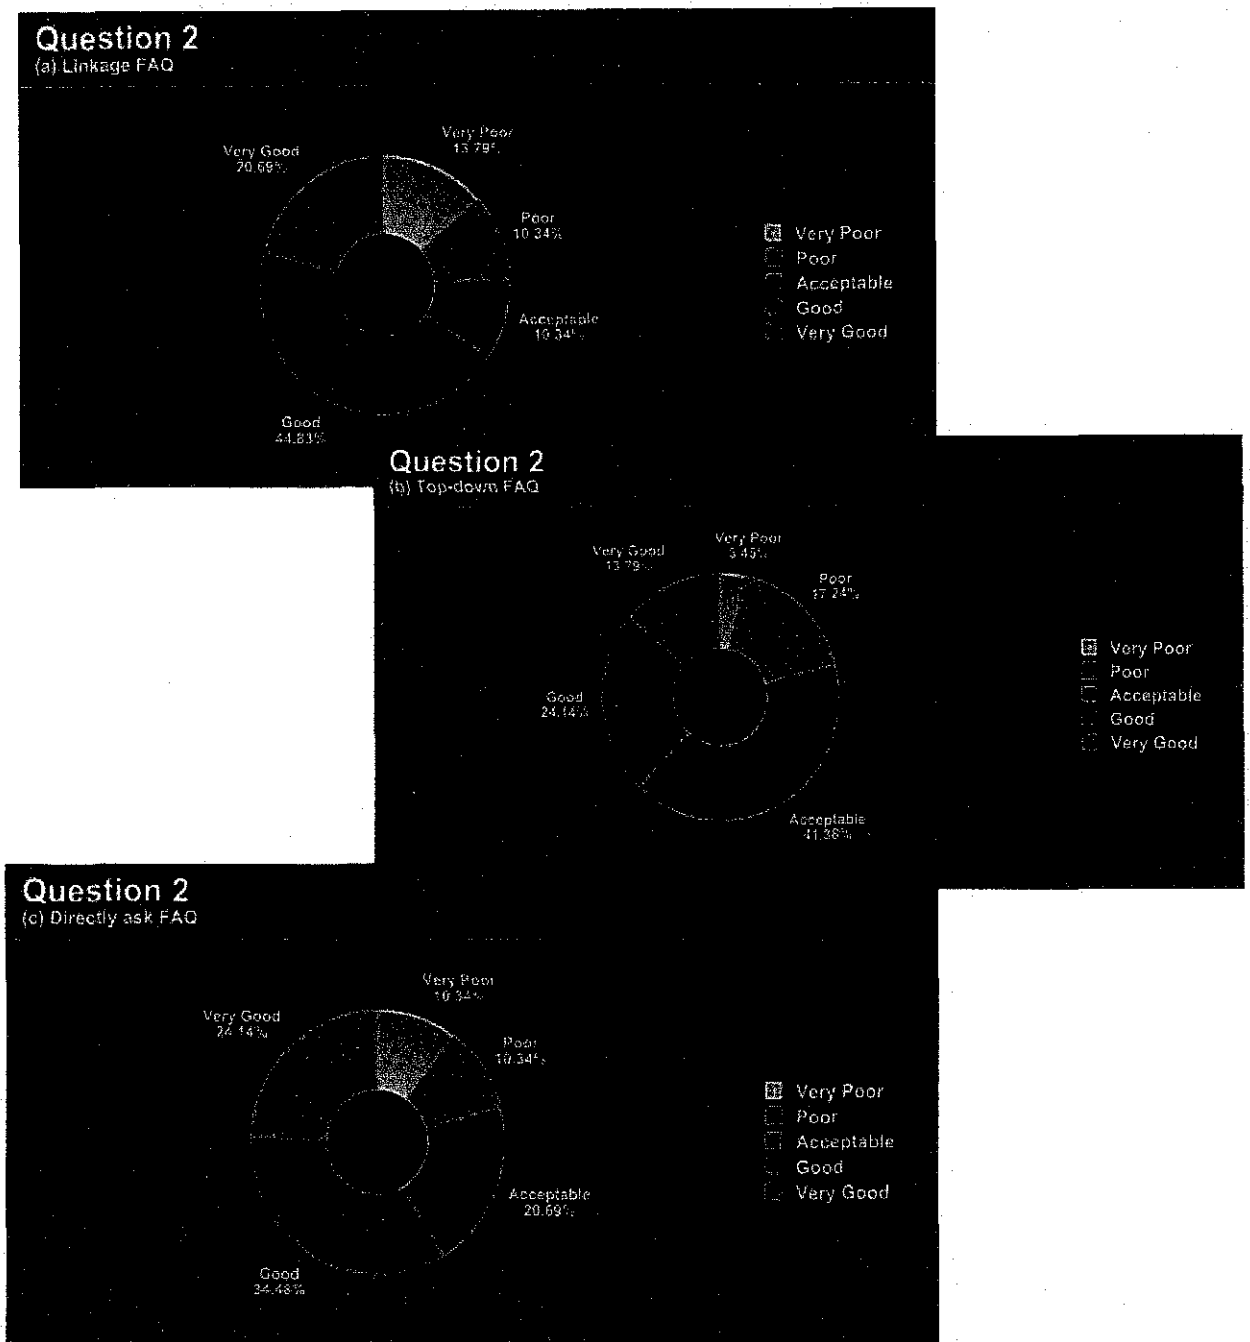 Question 2
(a) Linkage FAQ
Very Poor
13.79%
Very Good
20.69%
Poor
10.34%
Acceptable
10.34%
Good
44.83%
Very Poor
Poor
Acceptable
Good
Very Good
Question 2
(b) Top-down FAQ
Very Poor
3.45%
Very Good
13.79%
Poor
17.24%
Good
24.14%
Acceptable
41.38%
Very Poor
Poor
Acceptable
Good
Very Good
Question 2
(c) Directly ask FAQ
Very Poor
10.34%
Very Good
24.14%
Poor
10.34%
Acceptable
20.69%
Good
34.48%
Very Poor
Poor
Acceptable
Good
Very Good